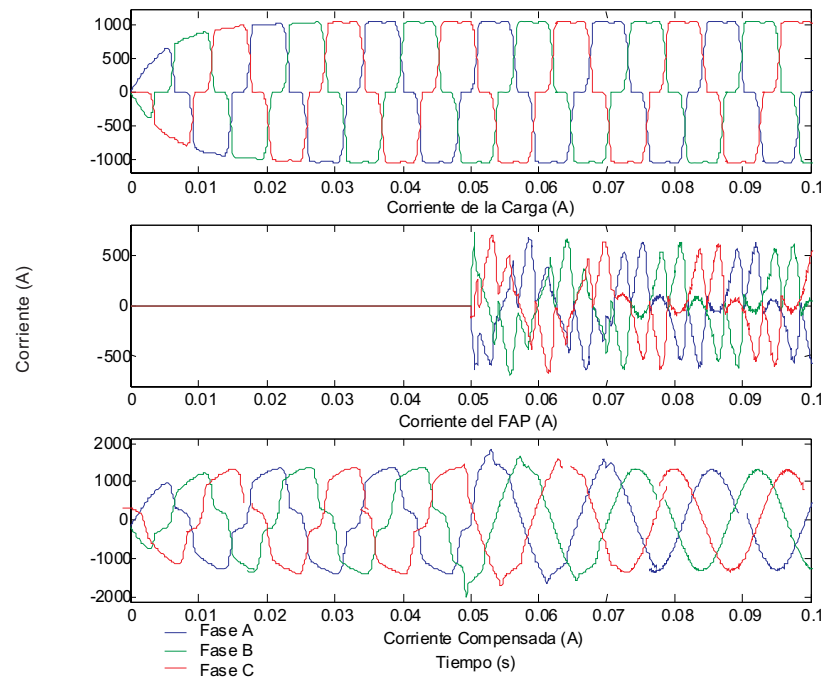 1000
500
0
-500
-1000
0 0.01 0.02 0.03 0.04 0.05 0.06 0.07 0.08 0.09 0.1
Corriente de la Carga (A)
Corriente (A)
500
0
-500
0 0.01 0.02 0.03 0.04 0.05 0.06 0.07 0.08 0.09 0.1
Corriente del FAP (A)
2000
1000
0
-1000
-2000
0 0.01 0.02 0.03 0.04 0.05 0.06 0.07 0.08 0.09 0.1
Corriente Compensada (A)
Tiempo (s)
Fase A
Fase B
Fase C